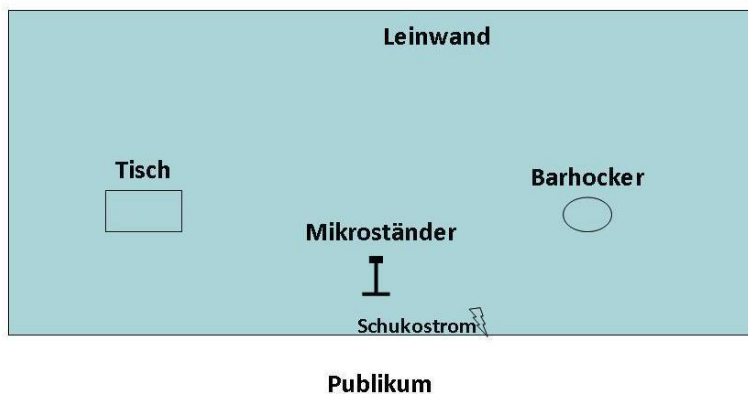 Leinwand
Tisch
Barhocker
Mikroständer
Schukostrom
Publikum